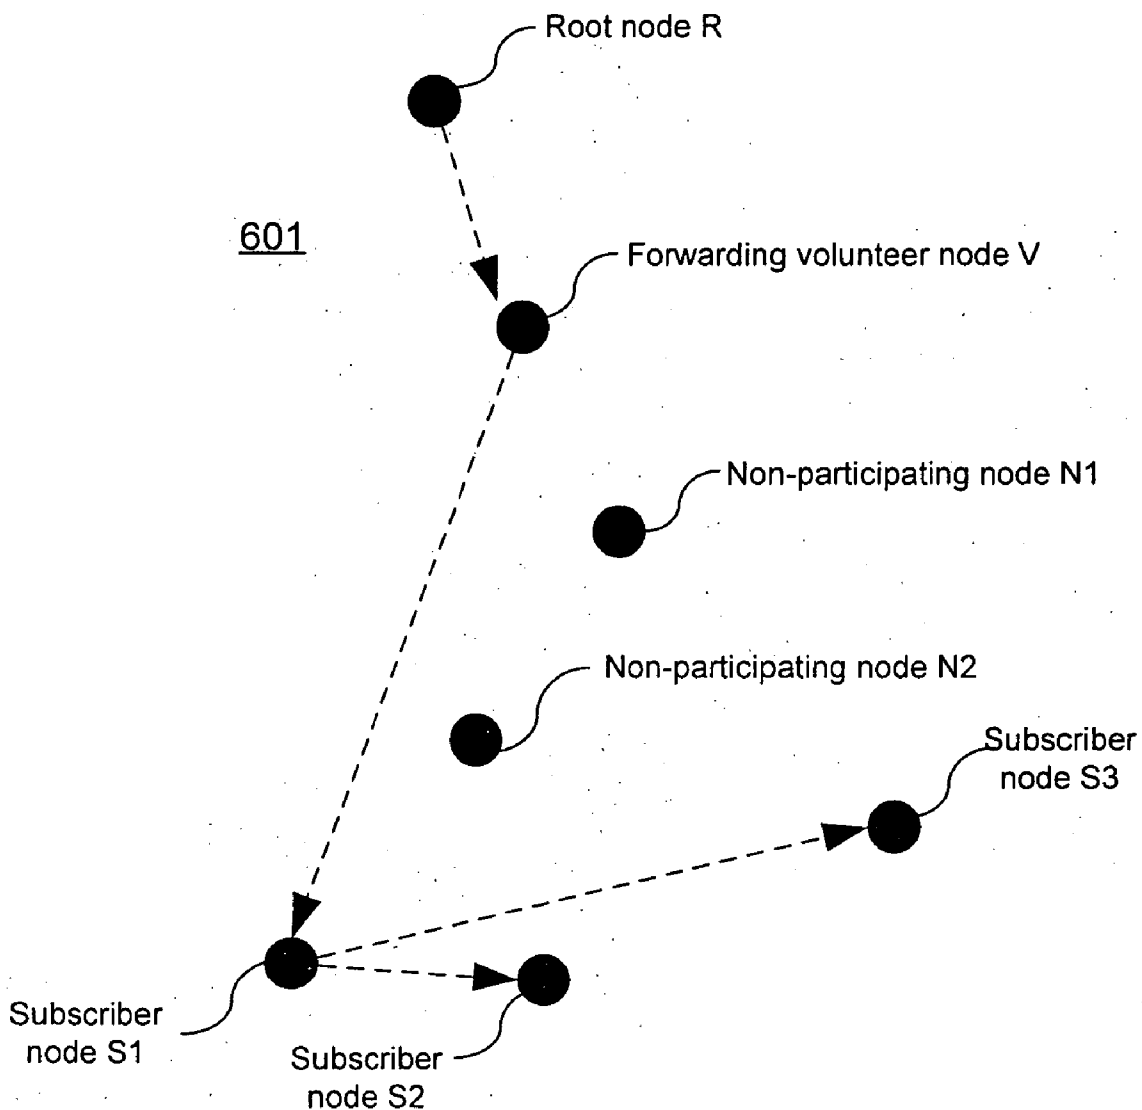 Root node R
601
Forwarding volunteer node V
Non-participating node N1
Non-participating node N2
Subscriber
node S3
Subscriber
node S1
Subscriber
node S2